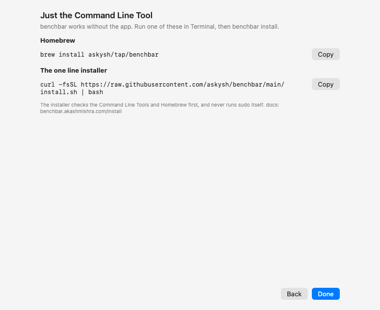 Just the Command Line Tool
benchbar works without the app. Run one of these in Terminal, then benchbar install.
Homebrew
brew install askysh/tap/benchbar
Copy
The one line installer
curl -fsSL https://raw.githubusercontent.com/askysh/benchbar/main/
install.sh | bash
Copy
The installer checks the Command Line Tools and Homebrew first, and never runs sudo itself. docs:
benchbar.akashmishra.com/install
Back
Done